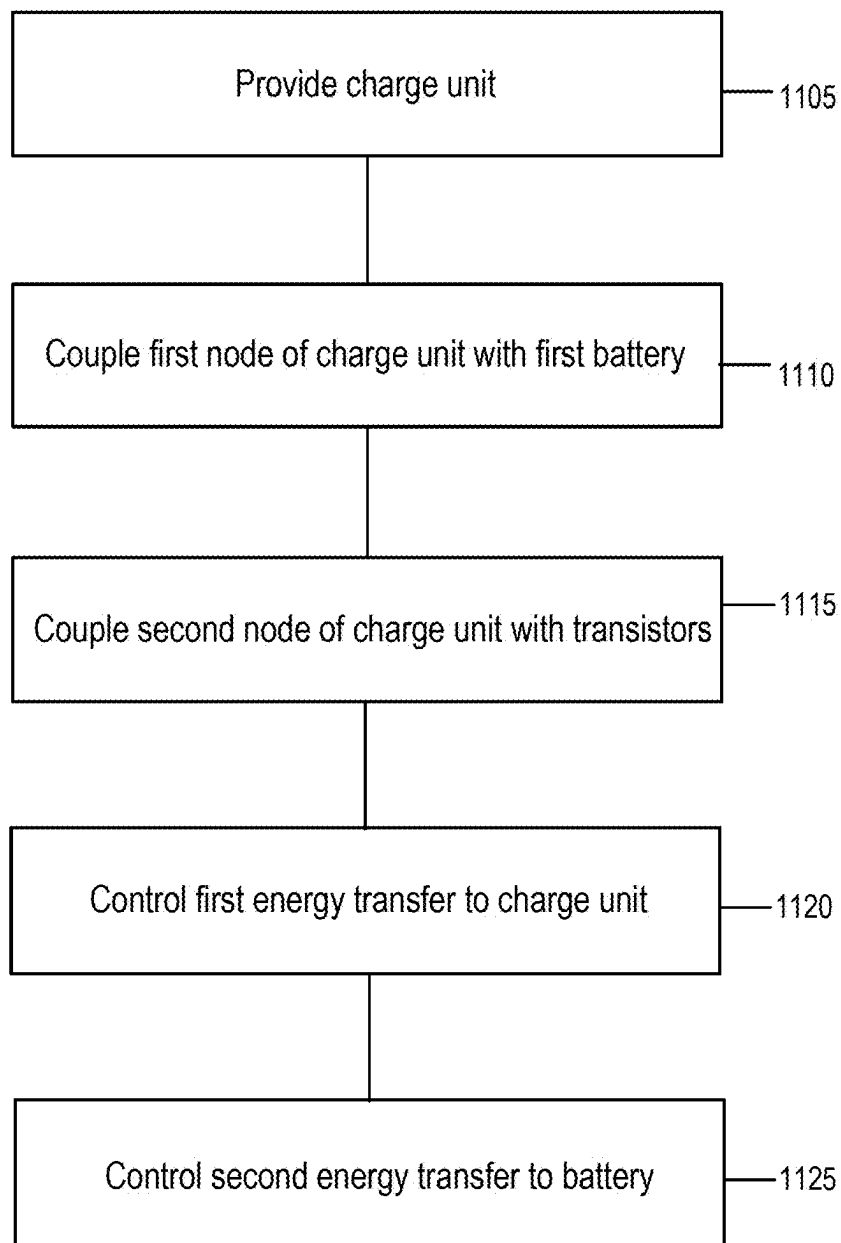 Provide charge unit
1105
Couple first node of charge unit with first battery
1110
Couple second node of charge unit with transistors
1115
Control first energy transfer to charge unit
1120
Control second energy transfer to battery
1125